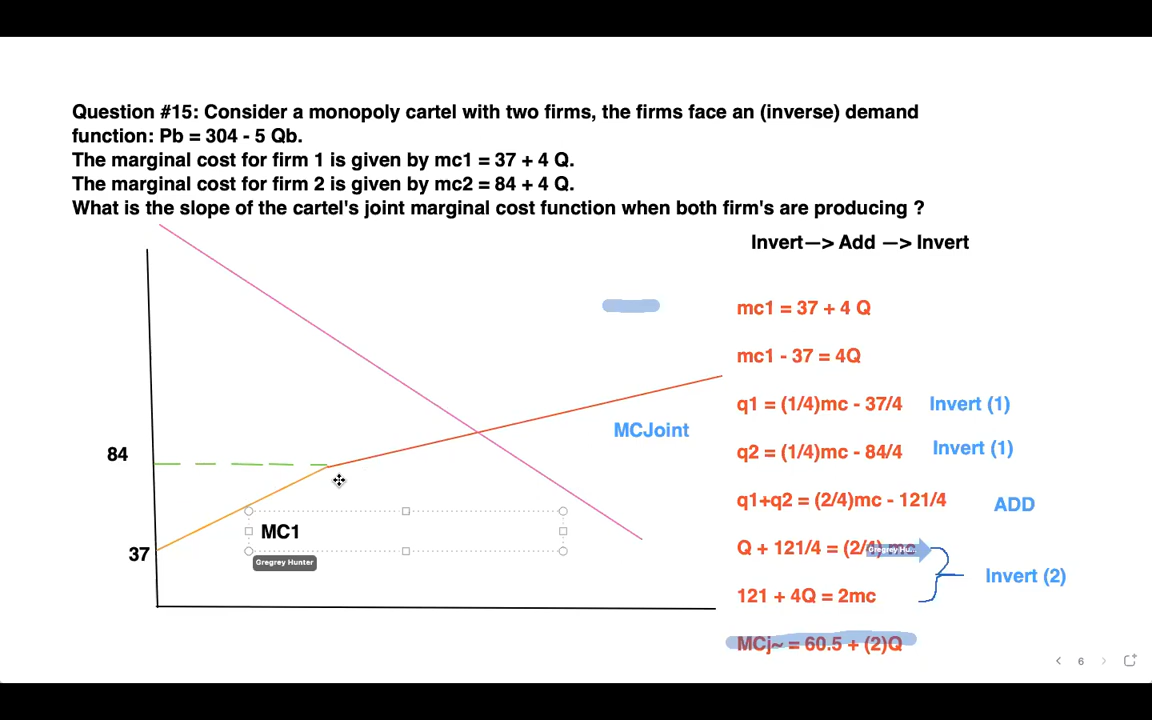 Question #15: Consider a monopoly cartel with two firms, the firms face an (inverse) demand
function: Pb = 304 - 5 Qb.
The marginal cost for firm 1 is given by mc1 = 37 + 4 Q.
The marginal cost for firm 2 is given by mc2 = 84 + 4 Q.
What is the slope of the cartel's joint marginal cost function when both firm's are producing ?
Invert—> Add —> Invert
mc1 = 37 + 4 Q
mc1 - 37 = 4Q
q1 = (1/4)mc - 37/4 Invert (1)
MCJoint
q2 = (1/4)mc - 84/4 Invert (1)
84
q1+q2 = (2/4)mc - 121/4 ADD
MC1
37
Q + 121/4 = (2/4)
Gregrey Hu...
Gregrey Hunter
Invert (2)
121 + 4Q = 2mc
MCj~ = 60.5 + (2)Q
6